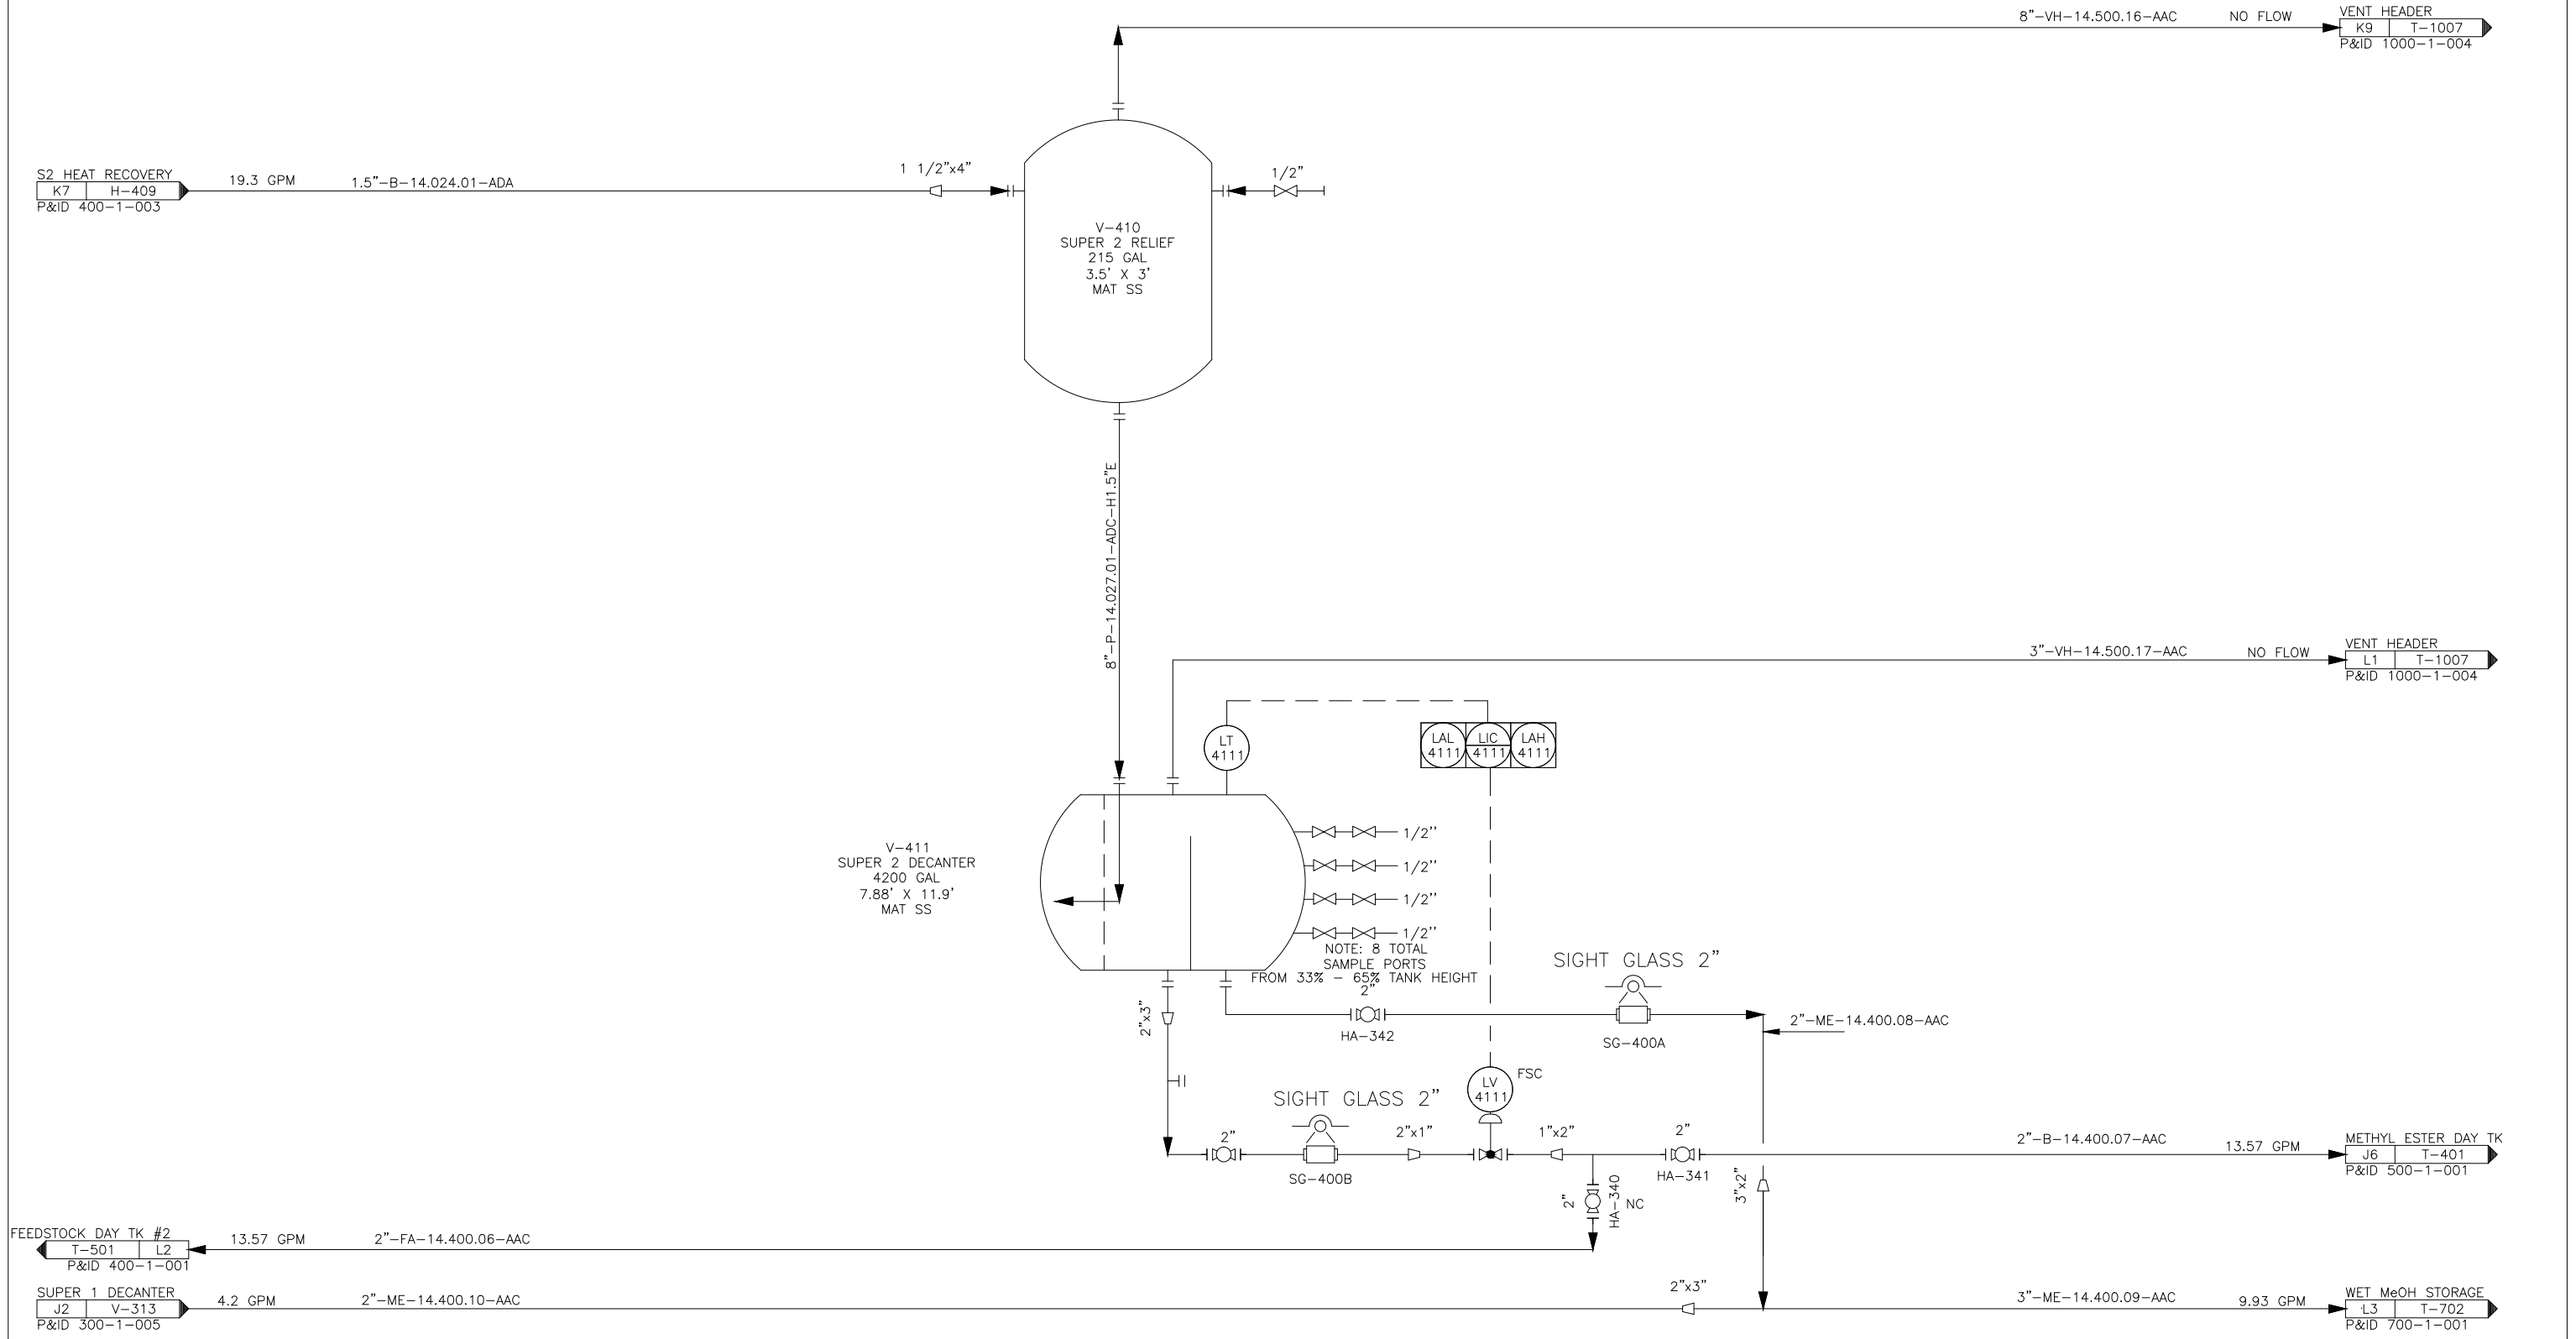 8"-VH-14.500.16-AAC
NO FLOW
VENT HEADER
K9 T-1007
P&ID 1000-1-004
S2 HEAT RECOVERY
K7 H-409
P&ID 400-1-003
19.3 GPM
1.5"-B-14.024.01-ADA
1 1/2"x4"
1/2"
V-410
SUPER 2 RELIEF
215 GAL
3.5' X 3'
MAT SS
8"-P-14.027.01-ADC-H1.5"E
3"-VH-14.500.17-AAC
NO FLOW
VENT HEADER
L1 T-1007
P&ID 1000-1-004
LT
4111
LAL
4111
LIC
4111
LAH
4111
V-411
SUPER 2 DECANTER
4200 GAL
7.88' X 11.9'
MAT SS
1/2''
1/2''
1/2''
1/2''
NOTE: 8 TOTAL
SAMPLE PORTS
FROM 33% - 65% TANK HEIGHT
2"
HA-342
SIGHT GLASS 2"
SG-400A
2"-ME-14.400.08-AAC
2"x3"
LV
4111
FSC
SIGHT GLASS 2"
2"
SG-400B
2"x1"
1"x2"
2"
HA-341
2"-B-14.400.07-AAC
13.57 GPM
METHYL ESTER DAY TK
J6 T-401
P&ID 500-1-001
2"
HA-340
NC
3"x2"
FEEDSTOCK DAY TK #2
T-501 L2
P&ID 400-1-001
13.57 GPM
2"-FA-14.400.06-AAC
SUPER 1 DECANTER
J2 V-313
P&ID 300-1-005
4.2 GPM
2"-ME-14.400.10-AAC
2"x3"
3"-ME-14.400.09-AAC
9.93 GPM
WET MeOH STORAGE
L3 T-702
P&ID 700-1-001